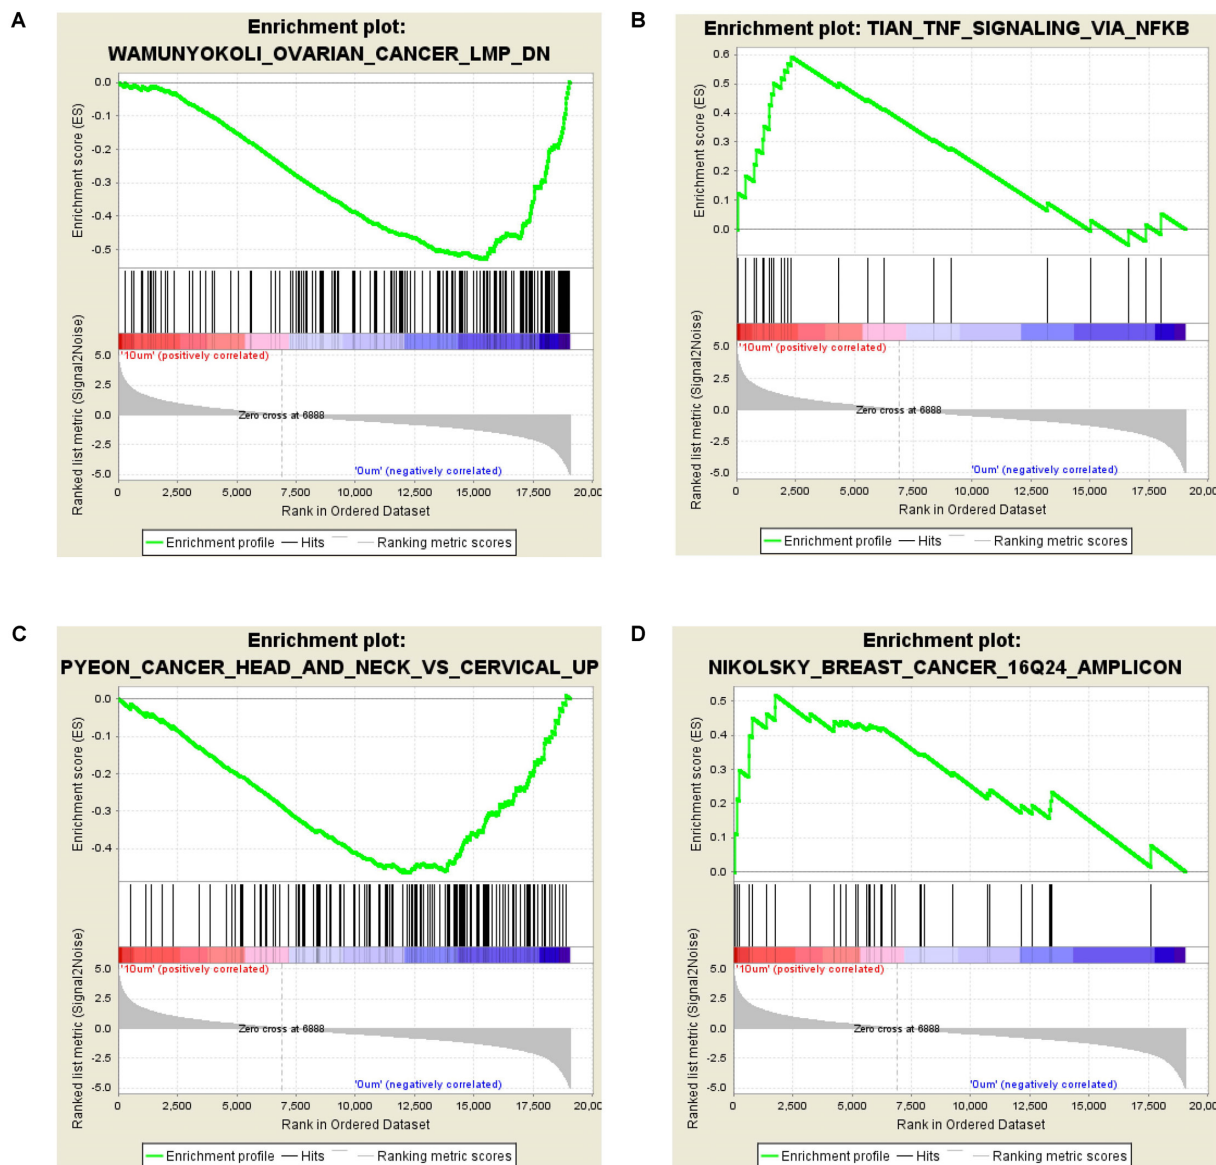 A
Enrichment plot:
WAMUNYOKOLI_OVARIAN_CANCER_LMP_DN
Enrichment score (ES)
0.0
-0.1
-0.2
-0.3
-0.4
-0.5
Ranked list metric (Signal2Noise)
5.0
2.5
0.0
-2.5
-5.0
'10um' (positively correlated)
Zero cross at 6888
'0um' (negatively correlated)
0 2,500 5,000 7,500 10,000 12,500 15,000 17,500 20,00
Rank in Ordered Dataset
Enrichment profile Hits Ranking metric scores
B
Enrichment plot: TIAN_TNF_SIGNALING_VIA_NFKB
Enrichment score (ES)
0.6
0.5
0.4
0.3
0.2
0.1
0.0
Ranked list metric (Signal2Noise)
5.0
2.5
0.0
-2.5
-5.0
'10um' (positively correlated)
Zero cross at 6888
'0um' (negatively correlated)
0 2,500 5,000 7,500 10,000 12,500 15,000 17,500 20,0
Rank in Ordered Dataset
Enrichment profile Hits Ranking metric scores
C
Enrichment plot:
PYEON_CANCER_HEAD_AND_NECK_VS_CERVICAL_UP
Enrichment score (ES)
0.0
-0.1
-0.2
-0.3
-0.4
Ranked list metric (Signal2Noise)
5.0
2.5
0.0
-2.5
-5.0
'10um' (positively correlated)
Zero cross at 6888
'0um' (negatively correlated)
0 2,500 5,000 7,500 10,000 12,500 15,000 17,500 20,00
Rank in Ordered Dataset
Enrichment profile Hits Ranking metric scores
D
Enrichment plot:
NIKOLSKY_BREAST_CANCER_16Q24_AMPLICON
Enrichment score (ES)
0.5
0.4
0.3
0.2
0.1
0.0
Ranked list metric (Signal2Noise)
5.0
2.5
0.0
-2.5
-5.0
'10um' (positively correlated)
Zero cross at 6888
'0um' (negatively correlated)
0 2,500 5,000 7,500 10,000 12,500 15,000 17,500 20,0
Rank in Ordered Dataset
Enrichment profile Hits Ranking metric scores